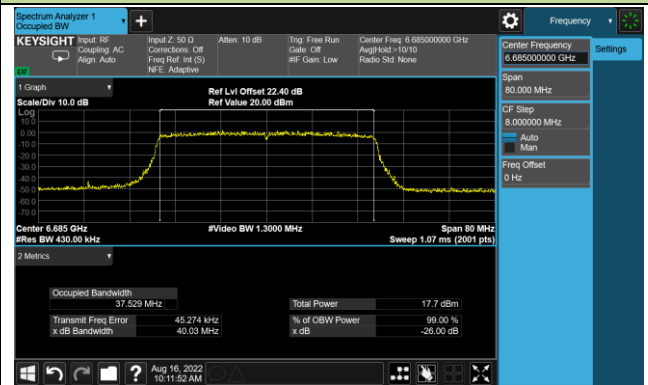 Spectrum Analyzer 1
Occupied BW
Frequency
KEYSIGHT
Input: RF
Coupling: AC
Align: Auto
Input Z: 50 Ω
Corrections: Off
Freq Ref: Int (S)
NFE: Adaptive
Atten: 10 dB
Trig: Free Run
Gate: Off
#IF Gain: Low
Center Freq: 6.685000000 GHz
Avg|Hold:>10/10
Radio Std: None
Center Frequency
6.685000000 GHz
Settings
Span
80.000 MHz
CF Step
8.000000 MHz
Auto
Man
Freq Offset
0 Hz
1 Graph
Scale/Div 10.0 dB
Ref Lvl Offset 22.40 dB
Ref Value 20.00 dBm
Log
10.0
0.00
-10.0
-20.0
-30.0
-40.0
-50.0
-60.0
-70.0
Center 6.685 GHz
#Video BW 1.3000 MHz
Span 80 MHz
#Res BW 430.00 kHz
Sweep 1.07 ms (2001 pts)
2 Metrics
Occupied Bandwidth
37.529 MHz
Total Power
17.7 dBm
Transmit Freq Error
45.274 kHz
% of OBW Power
99.00 %
x dB Bandwidth
40.03 MHz
x dB
-26.00 dB
Aug 16, 2022
10:11:52 AM